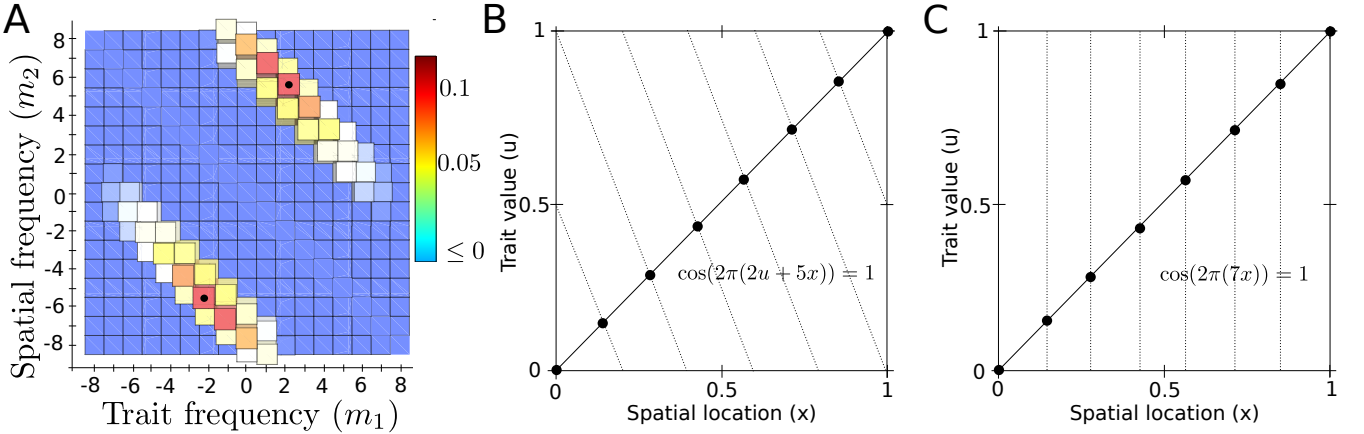 A
B
C
8
6
4
2
0
-2
-4
-6
-8
Spatial frequency (m₂)
-8 -6 -4 -2 0 2 4 6 8
Trait frequency (m₁)
0.1
0.05
≤ 0
1
0.5
0
Trait value (u)
cos(2π(2u + 5x)) = 1
0 0.5 1
Spatial location (x)
1
0.5
0
Trait value (u)
cos(2π(7x)) = 1
0 0.5 1
Spatial location (x)